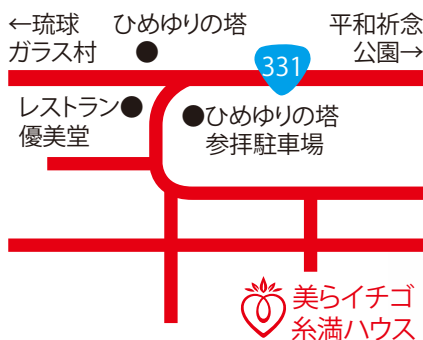 ←琉球
ガラス村
ひめゆりの塔
平和祈念
公園→
331
レストラン
優美堂
ひめゆりの塔
参拝駐車場
美らイチゴ
糸満ハウス